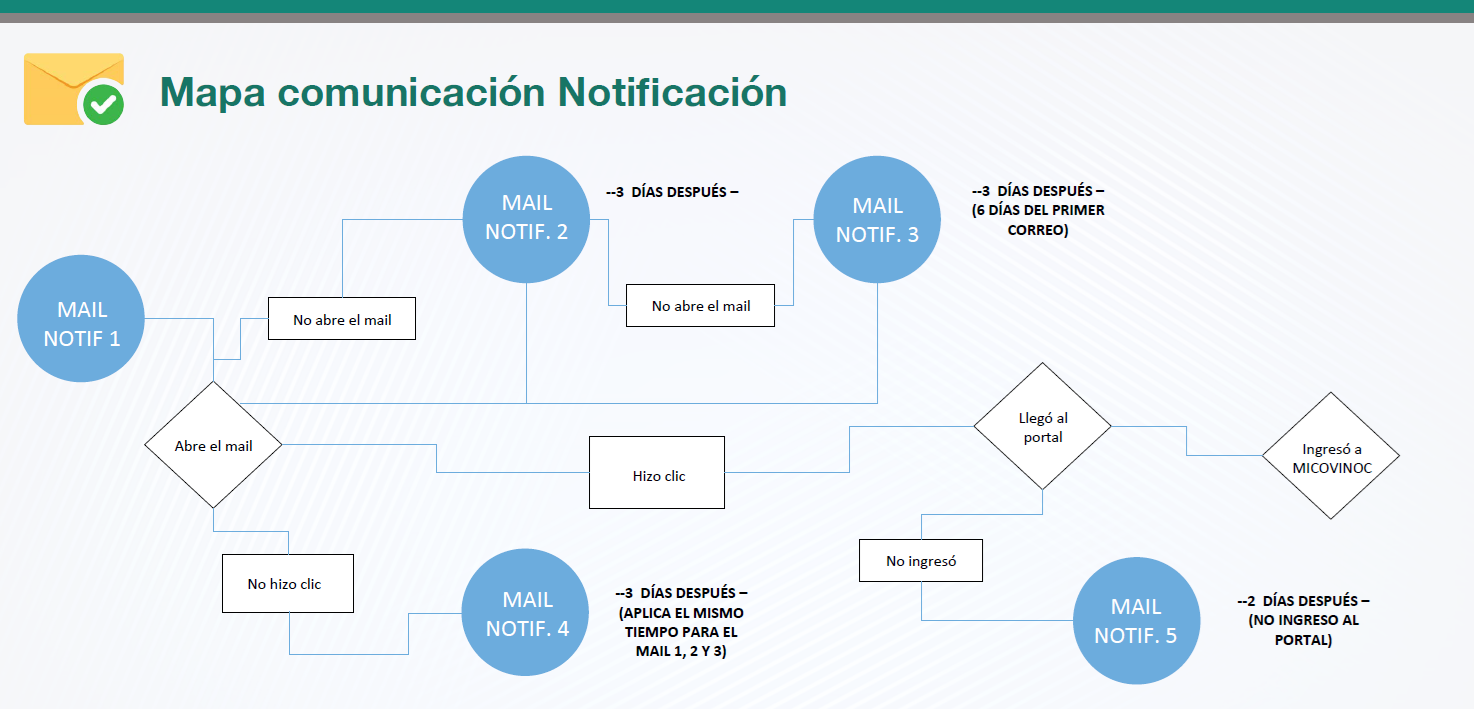 Mapa comunicación Notificación
MAIL
NOTIF 1
No abre el mail
MAIL
NOTIF. 2
--3 DÍAS DESPUÉS –
No abre el mail
MAIL
NOTIF. 3
--3 DÍAS DESPUÉS –
(6 DÍAS DEL PRIMER
CORREO)
Abre el mail
Hizo clic
Llegó al
portal
Ingresó a
MICOVINOC
No hizo clic
MAIL
NOTIF. 4
--3 DÍAS DESPUÉS –
(APLICA EL MISMO
TIEMPO PARA EL
MAIL 1, 2 Y 3)
No ingresó
MAIL
NOTIF. 5
--2 DÍAS DESPUÉS –
(NO INGRESO AL
PORTAL)